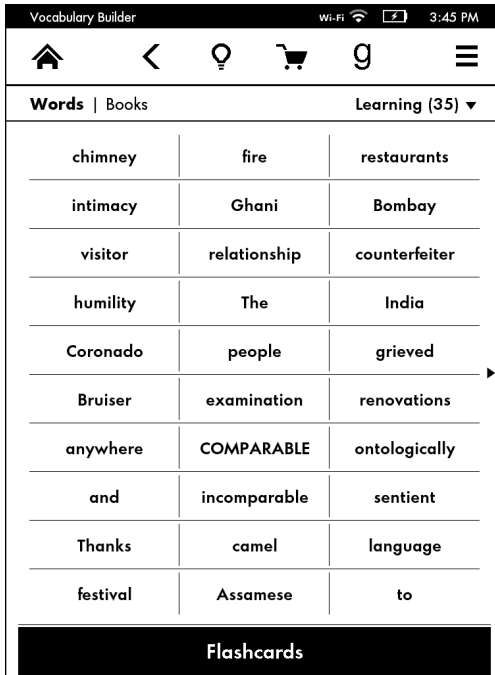 Vocabulary Builder Wi-Fi 3:45 PM
g
Words | Books Learning (35) ▼
chimney fire restaurants
intimacy Ghani Bombay
visitor relationship counterfeiter
humility The India
Coronado people grieved
Bruiser examination renovations
anywhere COMPARABLE ontologically
and incomparable sentient
Thanks camel language
festival Assamese to
Flashcards